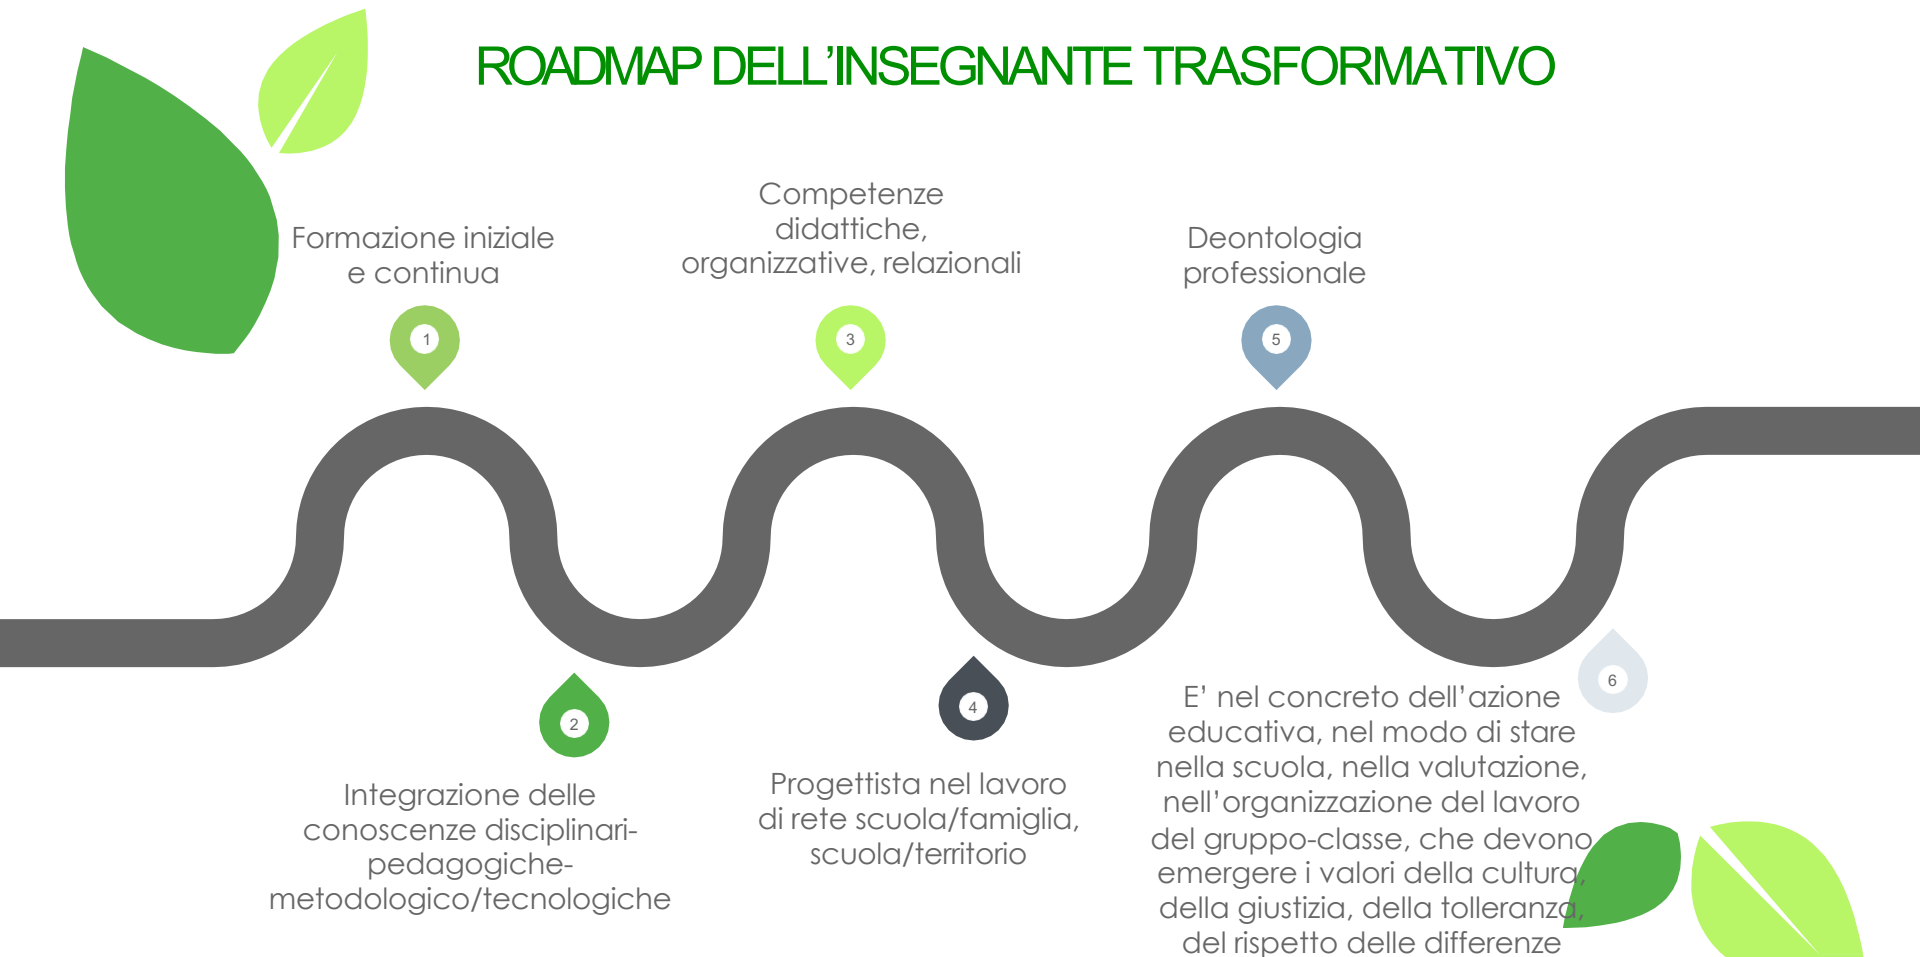 ROADMAP DELL’INSEGNANTE TRASFORMATIVO
Formazione iniziale
e continua
1
Integrazione delle
conoscenze disciplinari-
pedagogiche-
metodologico/tecnologiche
2
Competenze
didattiche,
organizzative, relazionali
3
Progettista nel lavoro
di rete scuola/famiglia,
scuola/territorio
4
Deontologia
professionale
5
E’ nel concreto dell’azione
educativa, nel modo di stare
nella scuola, nella valutazione,
nell’organizzazione del lavoro
del gruppo-classe, che devono
emergere i valori della cultura,
della giustizia, della tolleranza,
del rispetto delle differenze
6